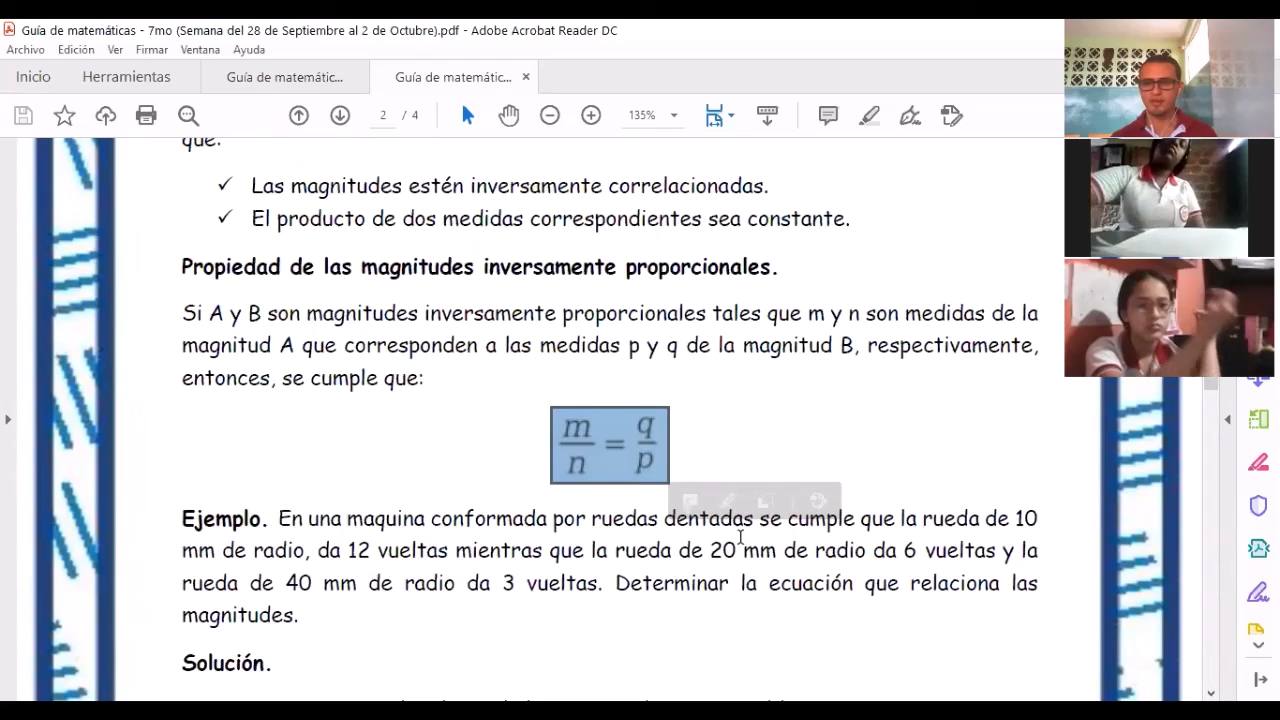 Guía de matemáticas - 7mo (Semana del 28 de Septiembre al 2 de Octubre).pdf - Adobe Acrobat Reader DC
Archivo Edición Ver Firmar Ventana Ayuda
Inicio Herramientas Guía de matemátic... Guía de matemátic... ×
2 / 4 135%
que:
✓ Las magnitudes estén inversamente correlacionadas.
✓ El producto de dos medidas correspondientes sea constante.
Propiedad de las magnitudes inversamente proporcionales.
Si A y B son magnitudes inversamente proporcionales tales que m y n son medidas de la
magnitud A que corresponden a las medidas p y q de la magnitud B, respectivamente,
entonces, se cumple que:
m/n = q/p
Ejemplo. En una maquina conformada por ruedas dentadas se cumple que la rueda de 10
mm de radio, da 12 vueltas mientras que la rueda de 20 mm de radio da 6 vueltas y la
rueda de 40 mm de radio da 3 vueltas. Determinar la ecuación que relaciona las
magnitudes.
Solución.